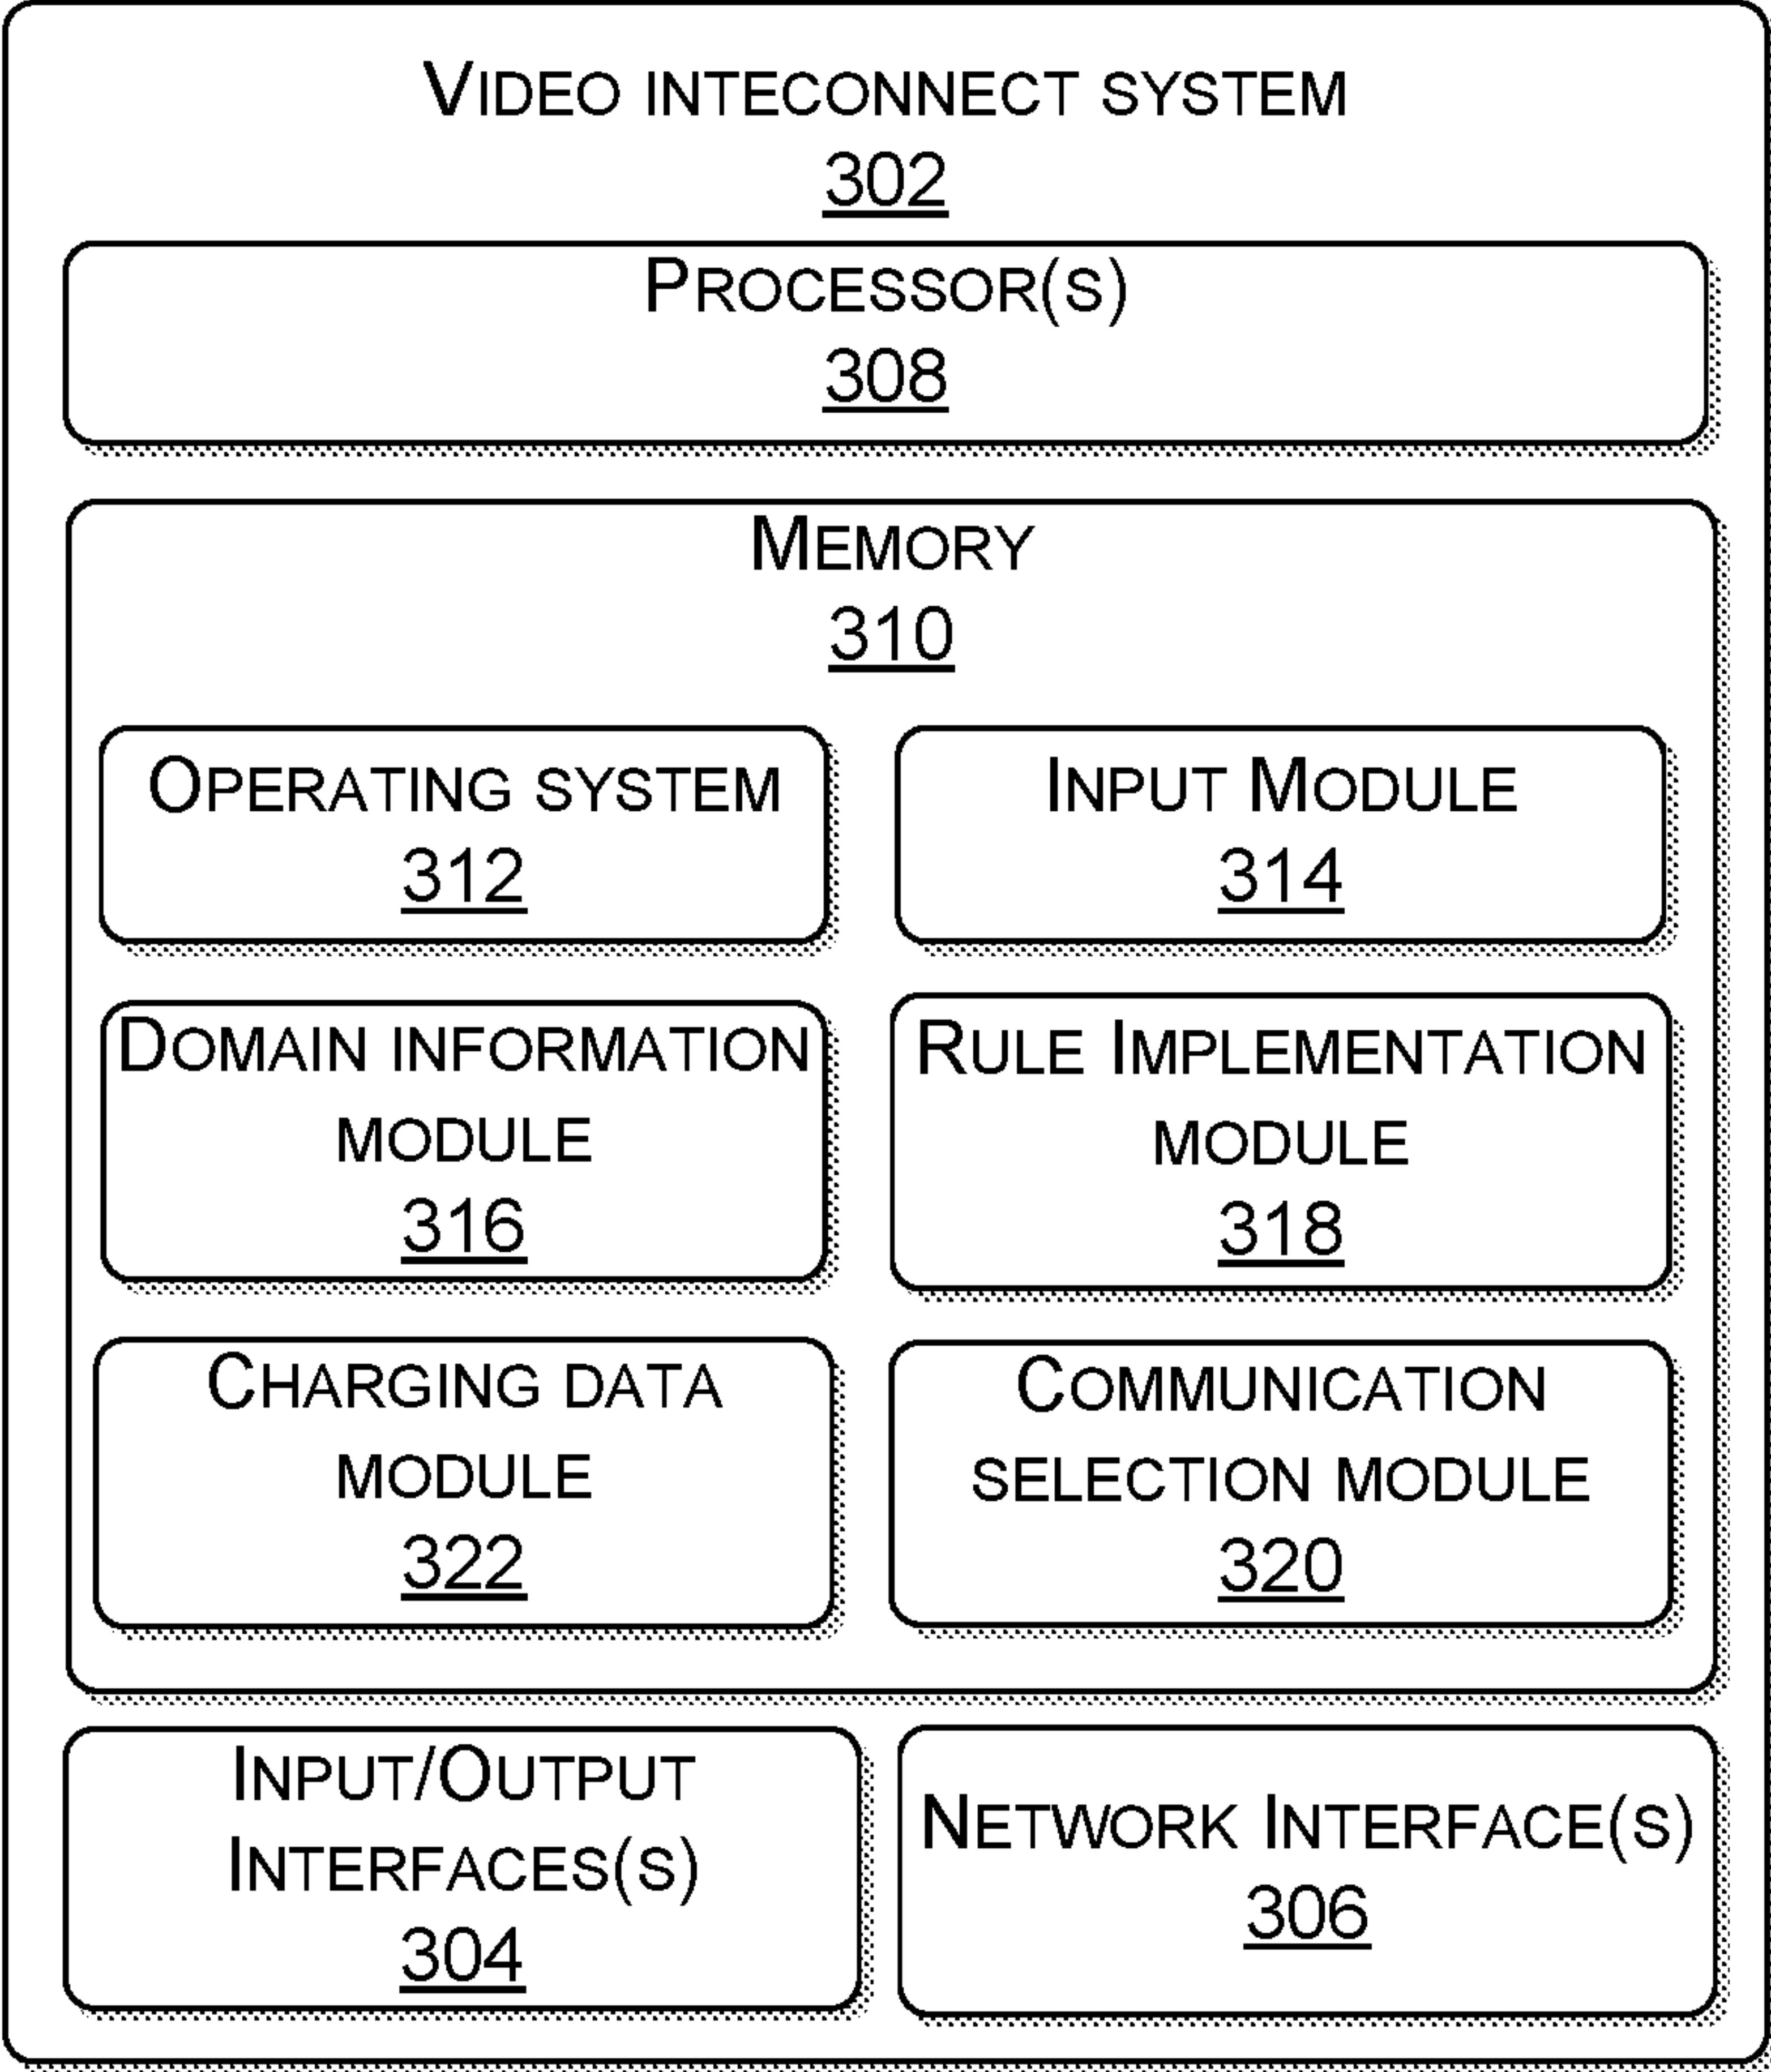 VIDEO INTECONNECT SYSTEM
302
PROCESSOR(S)
308
MEMORY
310
OPERATING SYSTEM
312
INPUT MODULE
314
DOMAIN INFORMATION
MODULE
316
RULE IMPLEMENTATION
MODULE
318
CHARGING DATA
MODULE
322
COMMUNICATION
SELECTION MODULE
320
INPUT/OUTPUT
INTERFACES(S)
304
NETWORK INTERFACE(S)
306